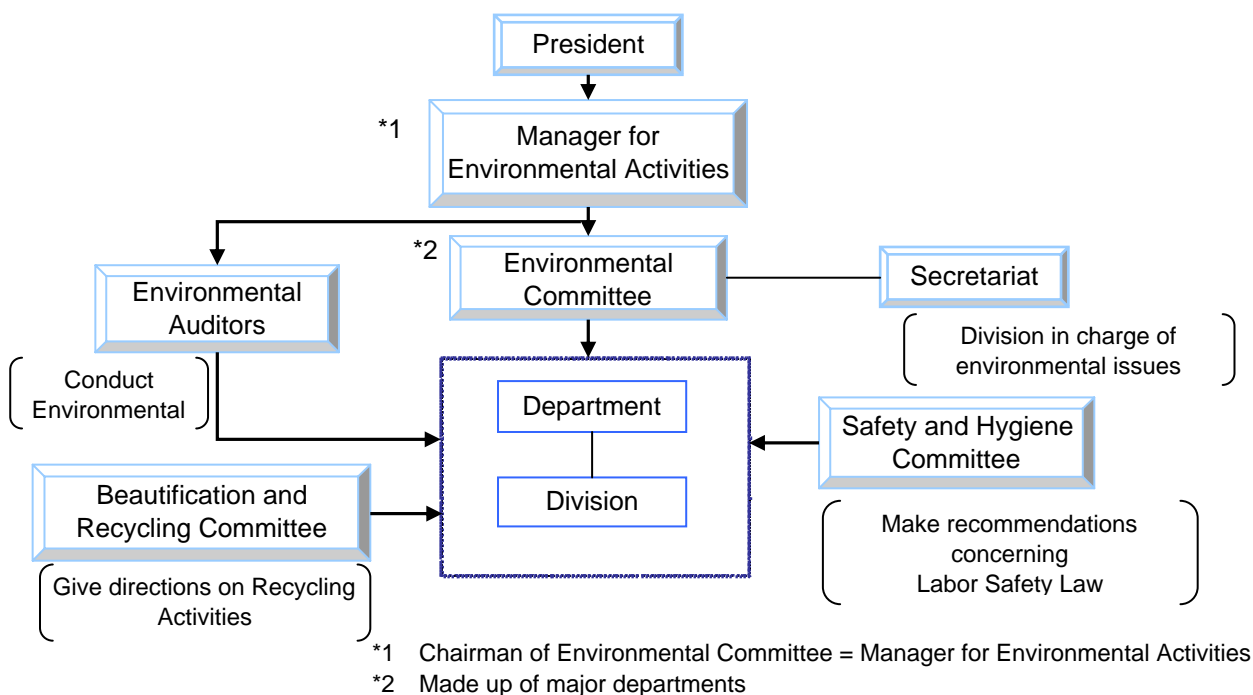 President
*1
Manager for
Environmental Activities
*2
Environmental
Committee
Secretariat
Division in charge of
environmental issues
Environmental
Auditors
Conduct
Environmental
Department
Division
Safety and Hygiene
Committee
Make recommendations
concerning
Labor Safety Law
Beautification and
Recycling Committee
Give directions on Recycling
Activities
*1 Chairman of Environmental Committee = Manager for Environmental Activities
*2 Made up of major departments